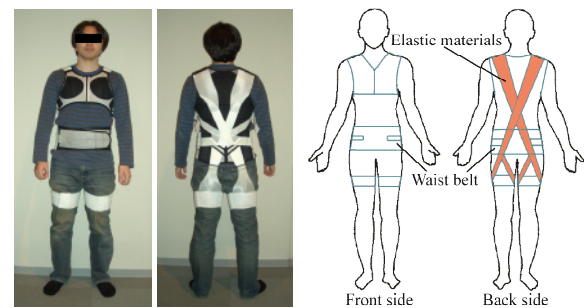 Elastic materials
Waist belt
Front side
Back side